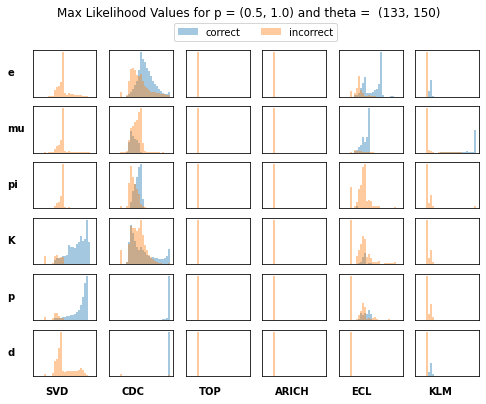 Max Likelihood Values for p = (0.5, 1.0) and theta =  (133, 150)
correct incorrect
e
mu
pi
K
p
d
SVD CDC TOP ARICH ECL KLM